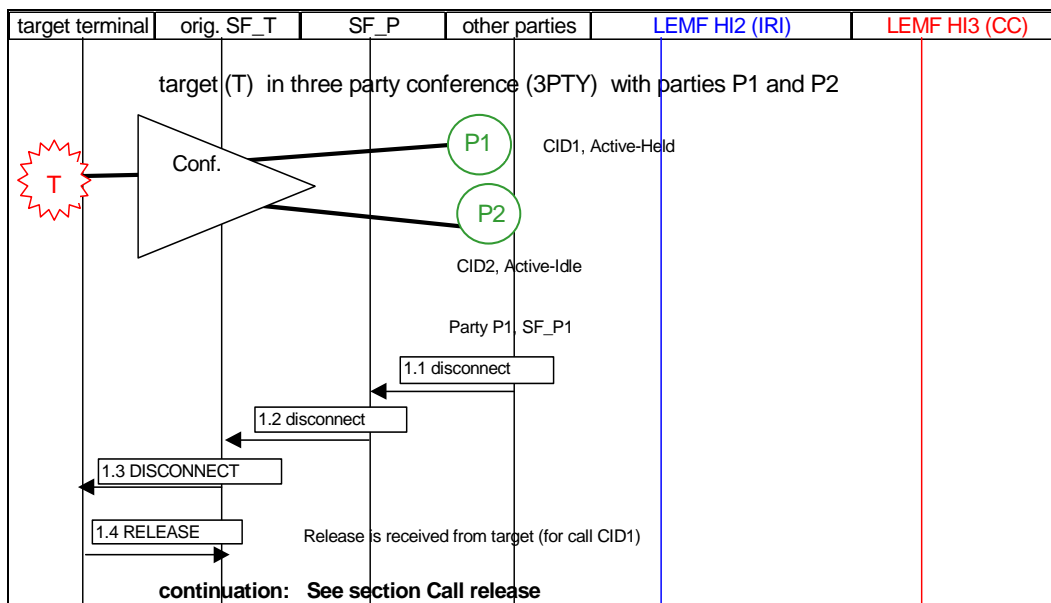 target terminal orig. SF_T SF_P other parties LEMF HI2 (IRI) LEMF HI3 (CC)
target (T) in three party conference (3PTY) with parties P1 and P2
P1
CID1, Active-Held
Conf.
T
P2
CID2, Active-Idle
Party P1, SF_P1
1.1 disconnect
1.2 disconnect
1.3 DISCONNECT
1.4 RELEASE
Release is received from target (for call CID1)
continuation: See section Call release